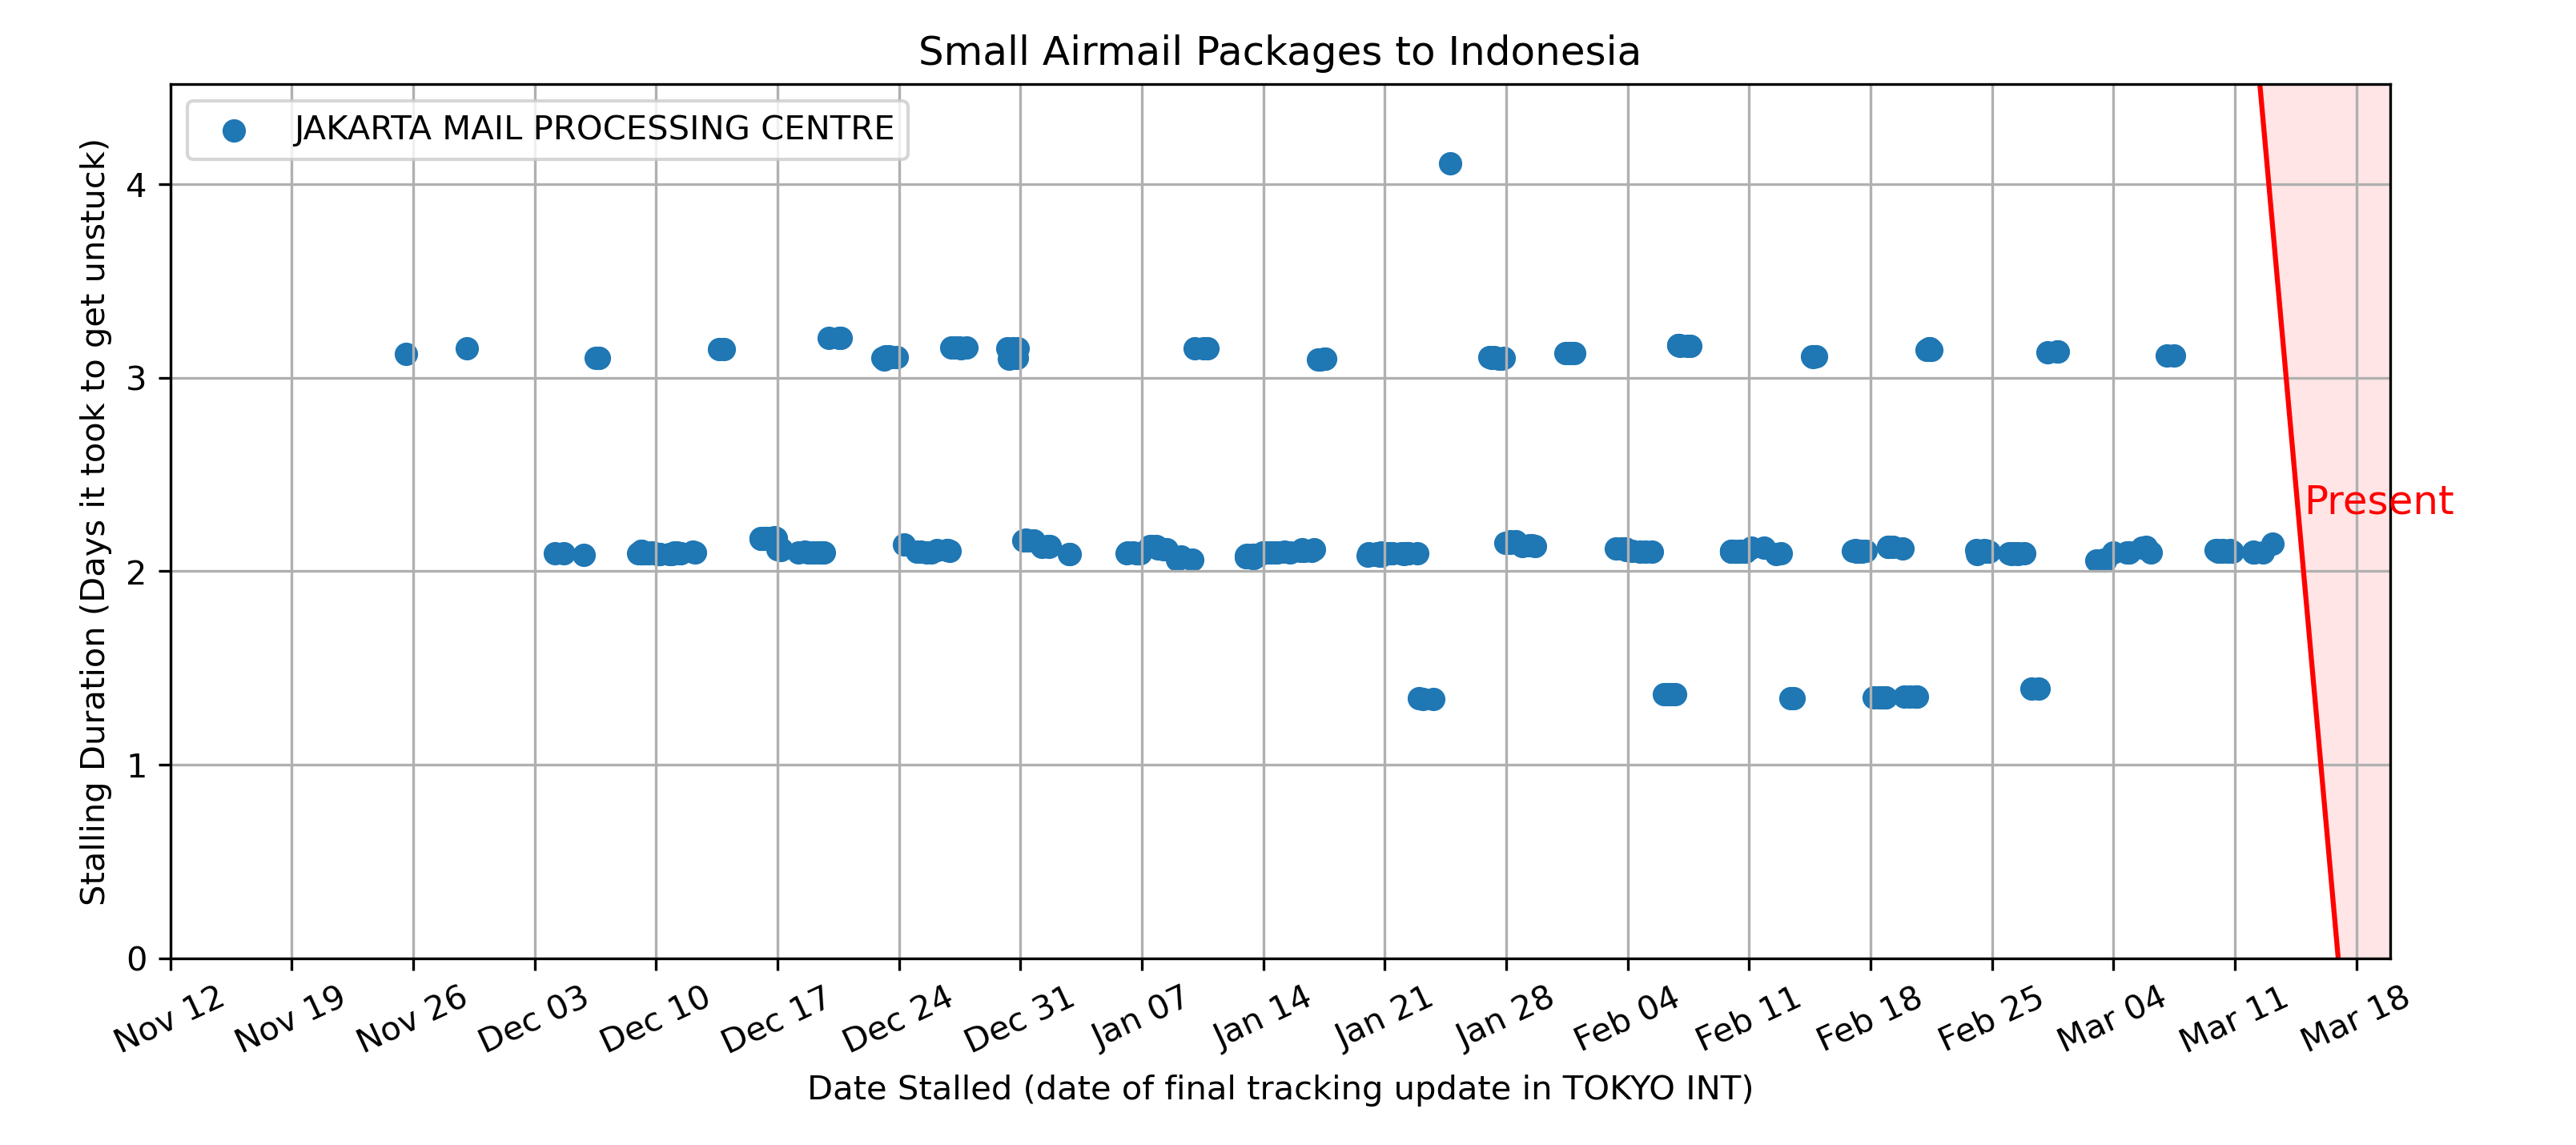 Small Airmail Packages to Indonesia
JAKARTA MAIL PROCESSING CENTRE
Stalling Duration (Days it took to get unstuck)
4
3
2
1
0
Present
Nov 12
Nov 19
Nov 26
Dec 03
Dec 10
Dec 17
Dec 24
Dec 31
Jan 07
Jan 14
Jan 21
Jan 28
Feb 04
Feb 11
Feb 18
Feb 25
Mar 04
Mar 11
Mar 18
Date Stalled (date of final tracking update in TOKYO INT)